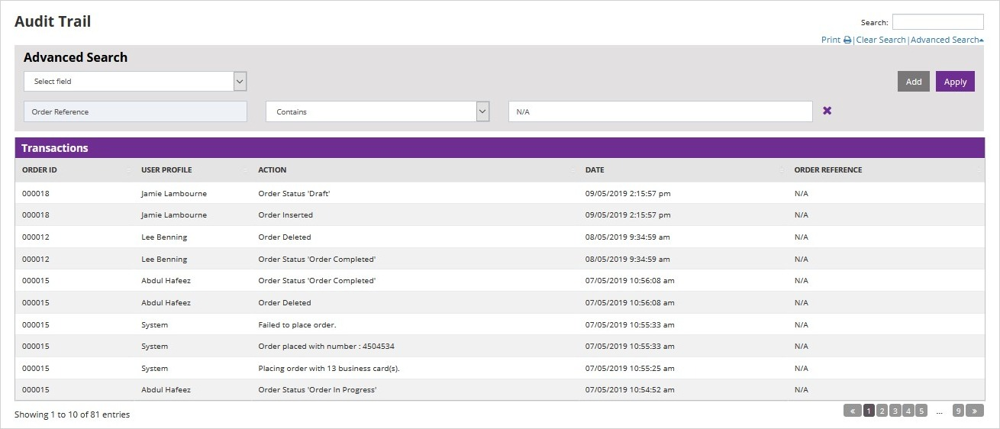 Audit Trail
Search:
Print | Clear Search | Advanced Search
Advanced Search
Select field
Add Apply
Order Reference Contains N/A
Transactions
ORDER ID USER PROFILE ACTION DATE ORDER REFERENCE
000018 Jamie Lambourne Order Status 'Draft' 09/05/2019 2:15:57 pm N/A
000018 Jamie Lambourne Order Inserted 09/05/2019 2:15:57 pm N/A
000012 Lee Benning Order Deleted 08/05/2019 9:34:59 am N/A
000012 Lee Benning Order Status 'Order Completed' 08/05/2019 9:34:59 am N/A
000015 Abdul Hafeez Order Status 'Order Completed' 07/05/2019 10:56:08 am N/A
000015 Abdul Hafeez Order Deleted 07/05/2019 10:56:08 am N/A
000015 System Failed to place order. 07/05/2019 10:55:33 am N/A
000015 System Order placed with number : 4504534 07/05/2019 10:55:33 am N/A
000015 System Placing order with 13 business card(s). 07/05/2019 10:55:25 am N/A
000015 Abdul Hafeez Order Status 'Order In Progress' 07/05/2019 10:54:52 am N/A
Showing 1 to 10 of 81 entries
« 1 2 3 4 5 ... 9 »